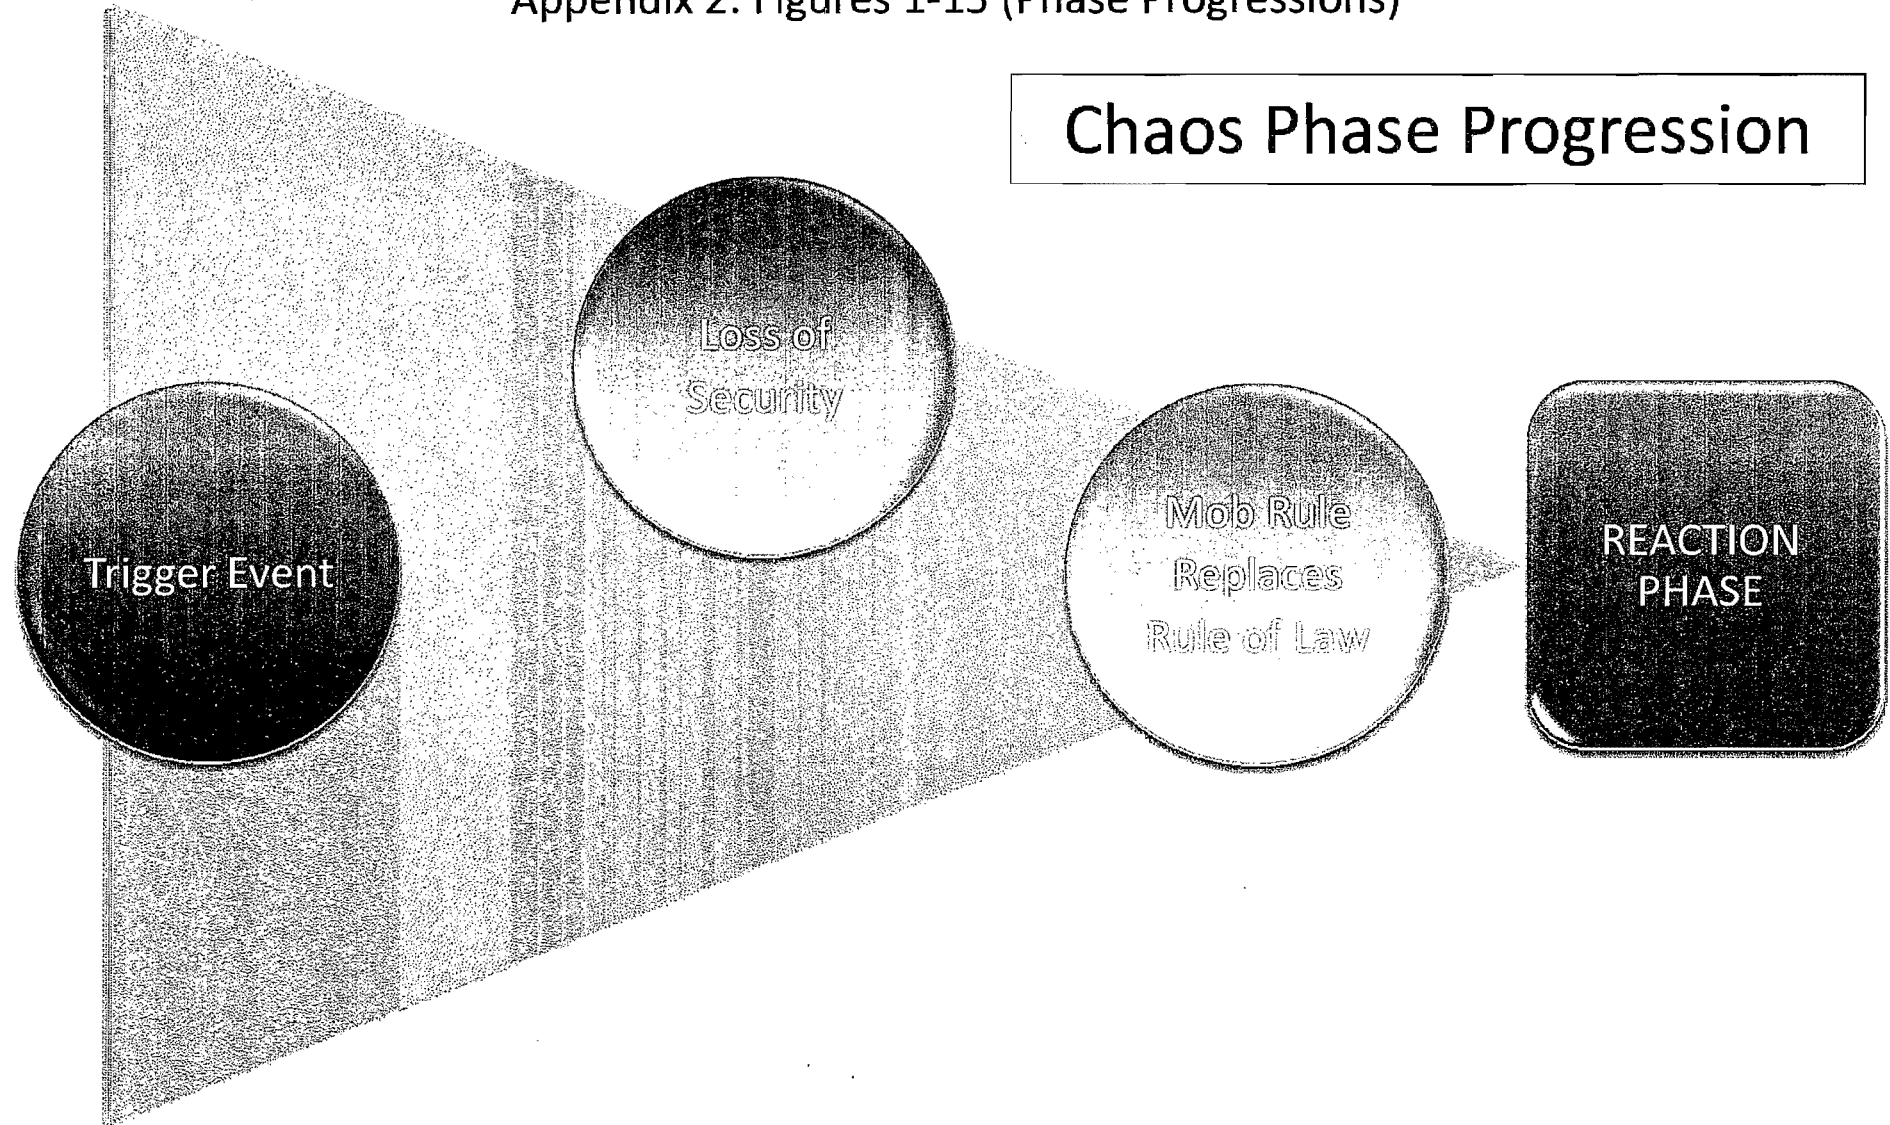 Appendix 2: Figures 1-15 (Phase Progressions)
Chaos Phase Progression
Loss of
Security
Trigger Event
Mob Rule
Replaces
Rule of Law
REACTION
PHASE